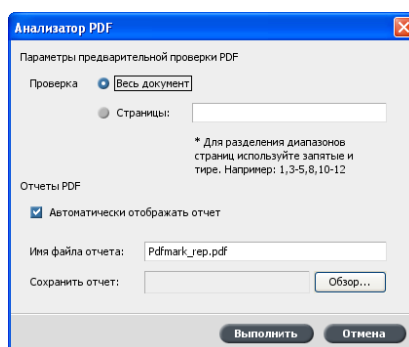 Анализатор PDF
Параметры предварительной проверки PDF
Проверка Весь документ
Страницы:
* Для разделения диапазонов
страниц используйте запятые и
тире. Например: 1,3-5,8,10-12
Отчеты PDF
Автоматически отображать отчет
Имя файла отчета: Pdfmark_rep.pdf
Сохранить отчет: Обзор...
Выполнить Отмена